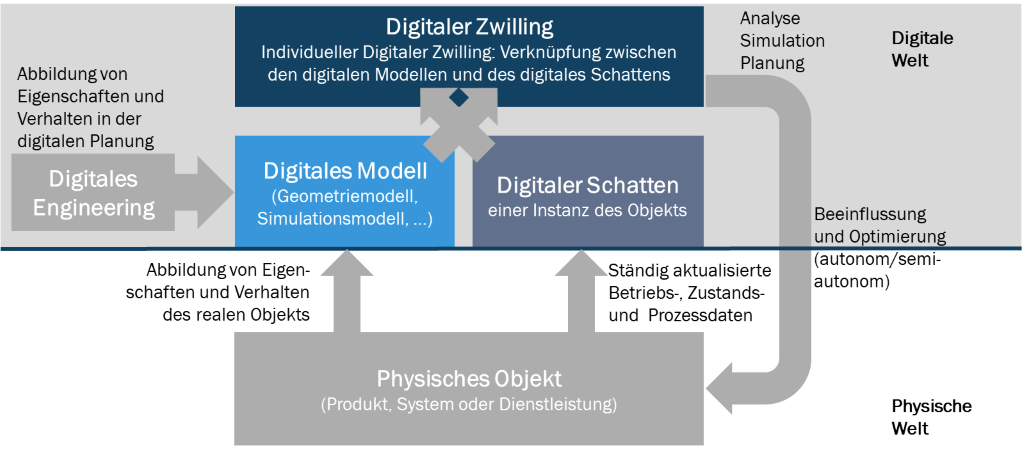 Digitaler Zwilling
Individueller Digitaler Zwilling: Verknüpfung zwischen
den digitalen Modellen und des digitales Schattens
Analyse
Simulation
Planung
Digitale
Welt
Abbildung von
Eigenschaften und
Verhalten in der
digitalen Planung
Digitales
Engineering
Digitales Modell
(Geometriemodell,
Simulationsmodell, ...)
Digitaler Schatten
einer Instanz des Objekts
Beeinflussung
und Optimierung
(autonom/semi-
autonom)
Abbildung von Eigen-
schaften und Verhalten
des realen Objekts
Ständig aktualisierte
Betriebs-, Zustands-
und Prozessdaten
Physisches Objekt
(Produkt, System oder Dienstleistung)
Physische
Welt